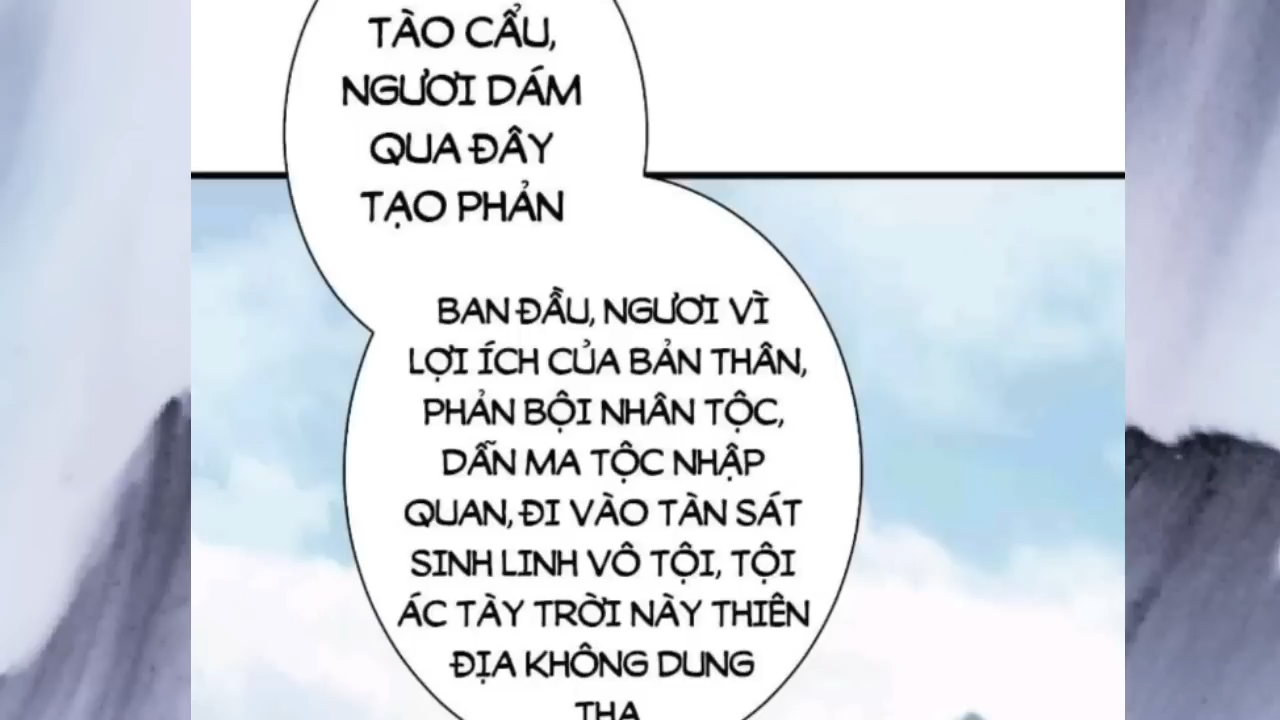 TÀO CẨU,
NGƯƠI DÁM
QUA ĐÂY
TẠO PHẢN
BAN ĐẦU, NGƯƠI VÌ
LỢI ÍCH CỦA BẢN THÂN,
PHẢN BỘI NHÂN TỘC,
DẪN MA TỘC NHẬP
QUAN, ĐI VÀO TÀN SÁT
SINH LINH VÔ TỘI, TỘI
ÁC TÀY TRỜI NÀY THIÊN
ĐỊA KHÔNG DUNG
THA